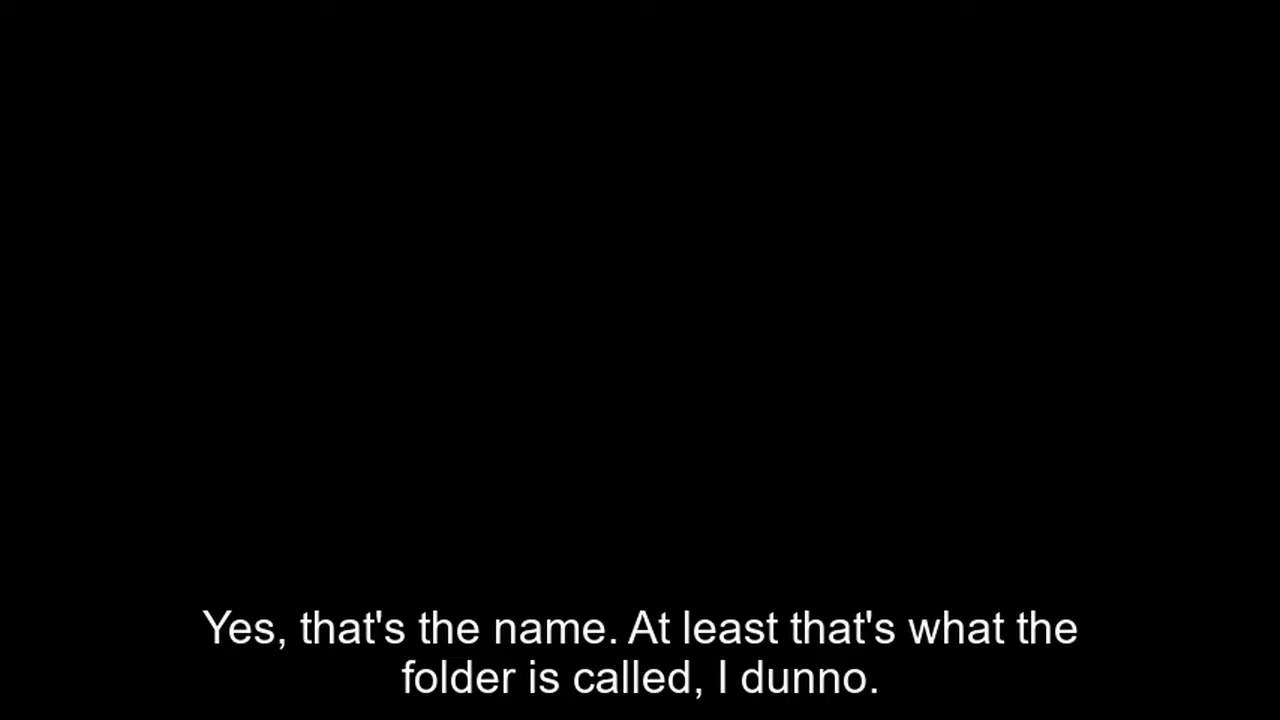 Yes, that's the name. At least that's what the
folder is called, I dunno.